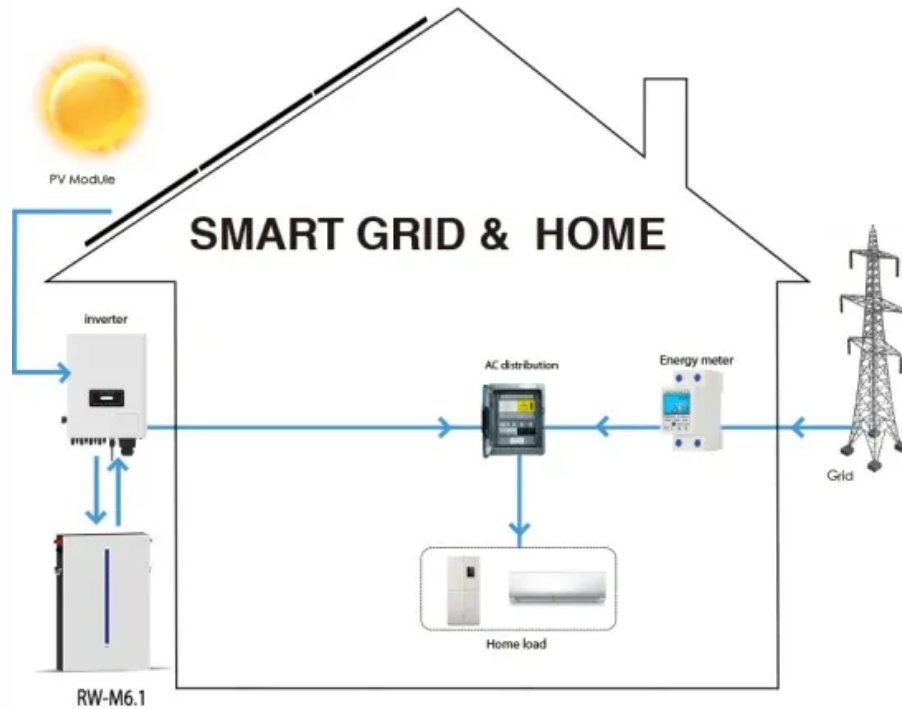 PV Module
SMART GRID & HOME
inverter
AC distribution
Energy meter
Grid
Home load
RW-M6.1